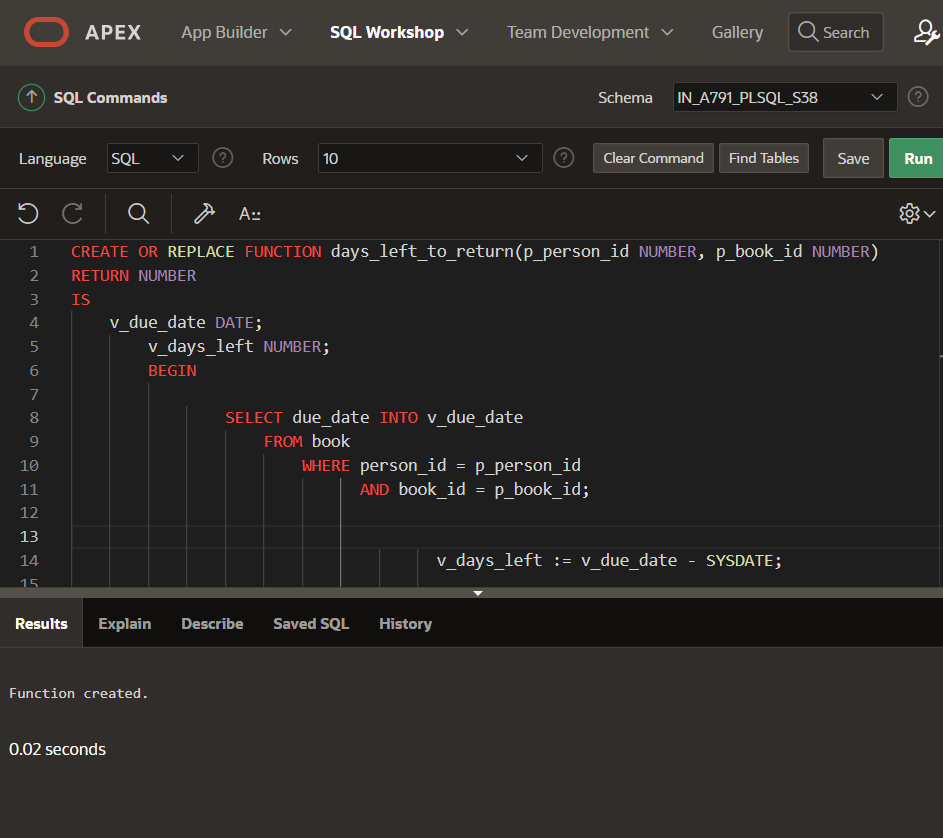 APEX App Builder SQL Workshop Team Development Gallery Search
SQL Commands Schema IN_A791_PLSQL_S38 ?
Language SQL ? Rows 10 ? Clear Command Find Tables Save Run
A::
1 CREATE OR REPLACE FUNCTION days_left_to_return(p_person_id NUMBER, p_book_id NUMBER)
2 RETURN NUMBER
3 IS
4 v_due_date DATE;
5 v_days_left NUMBER;
6 BEGIN
7
8 SELECT due_date INTO v_due_date
9 FROM book
10 WHERE person_id = p_person_id
11 AND book_id = p_book_id;
12
13
14 v_days_left := v_due_date - SYSDATE;
15
Results Explain Describe Saved SQL History
Function created.
0.02 seconds